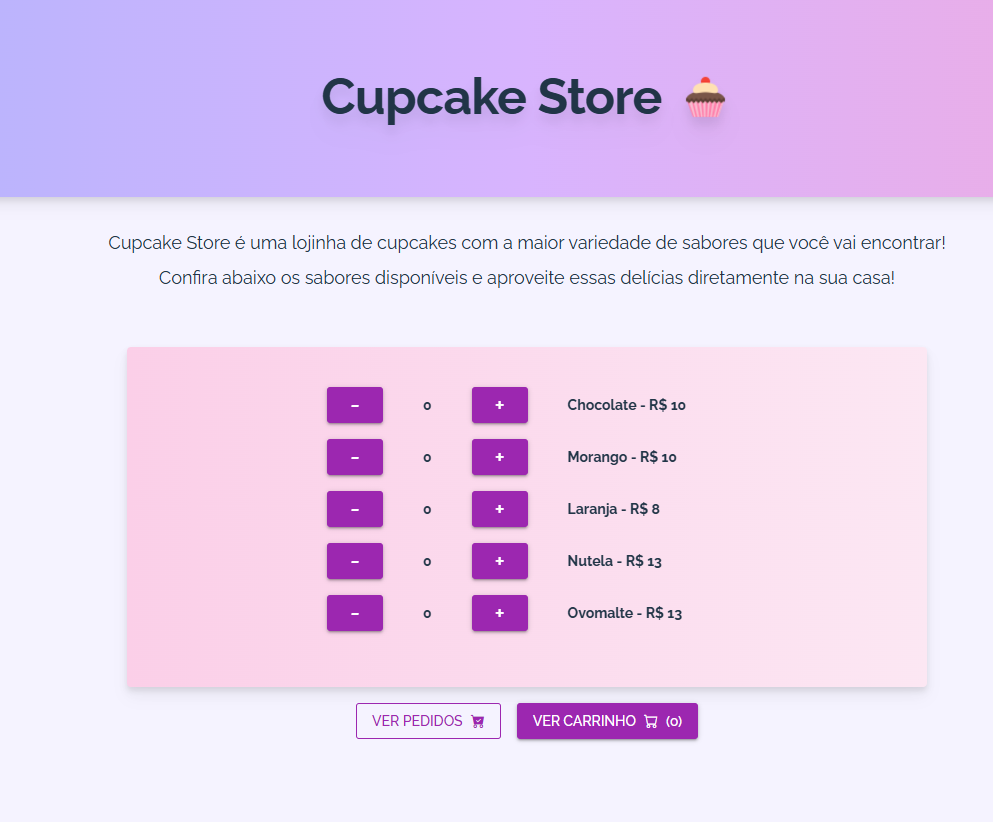 Cupcake Store 🧁
Cupcake Store é uma lojinha de cupcakes com a maior variedade de sabores que você vai encontrar!
Confira abaixo os sabores disponíveis e aproveite essas delícias diretamente na sua casa!
- 0 + Chocolate - R$ 10
- 0 + Morango - R$ 10
- 0 + Laranja - R$ 8
- 0 + Nutela - R$ 13
- 0 + Ovomalte - R$ 13
VER PEDIDOS VER CARRINHO (0)